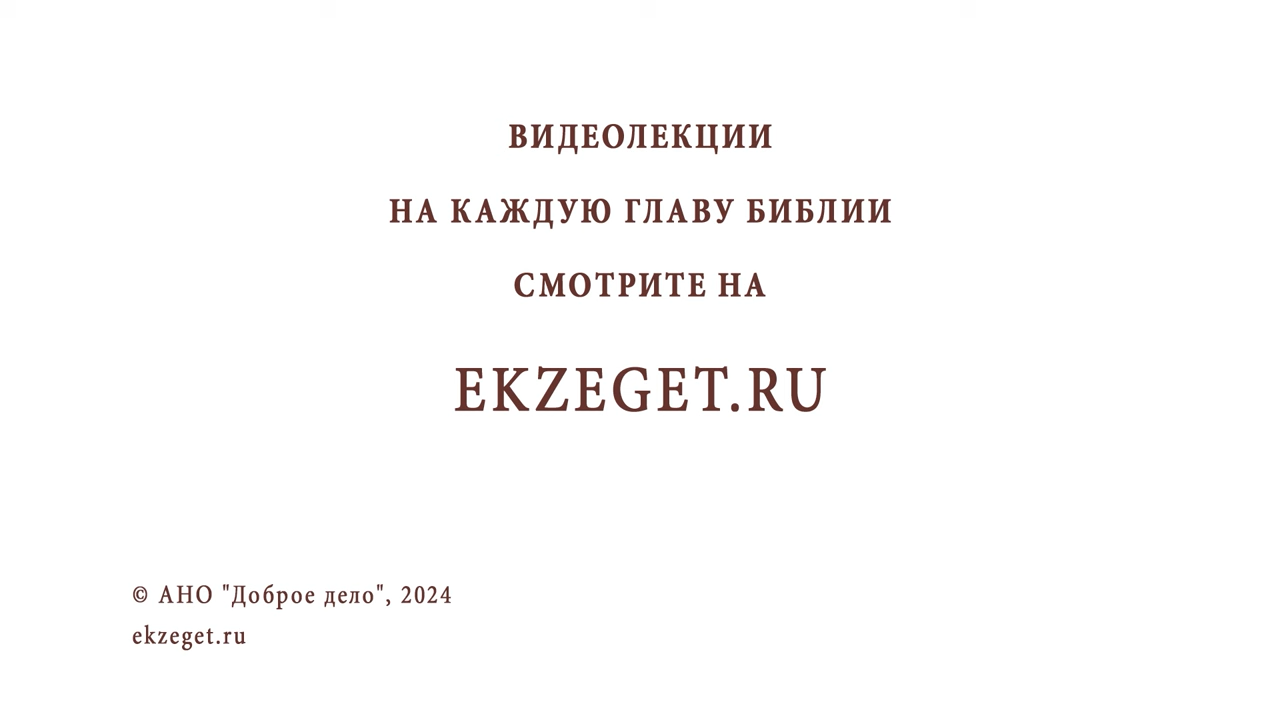 ВИДЕОЛЕКЦИИ
НА КАЖДУЮ ГЛАВУ БИБЛИИ
СМОТРИТЕ НА
EKZEGET.RU
© АНО "Доброе дело", 2024
ekzeget.ru